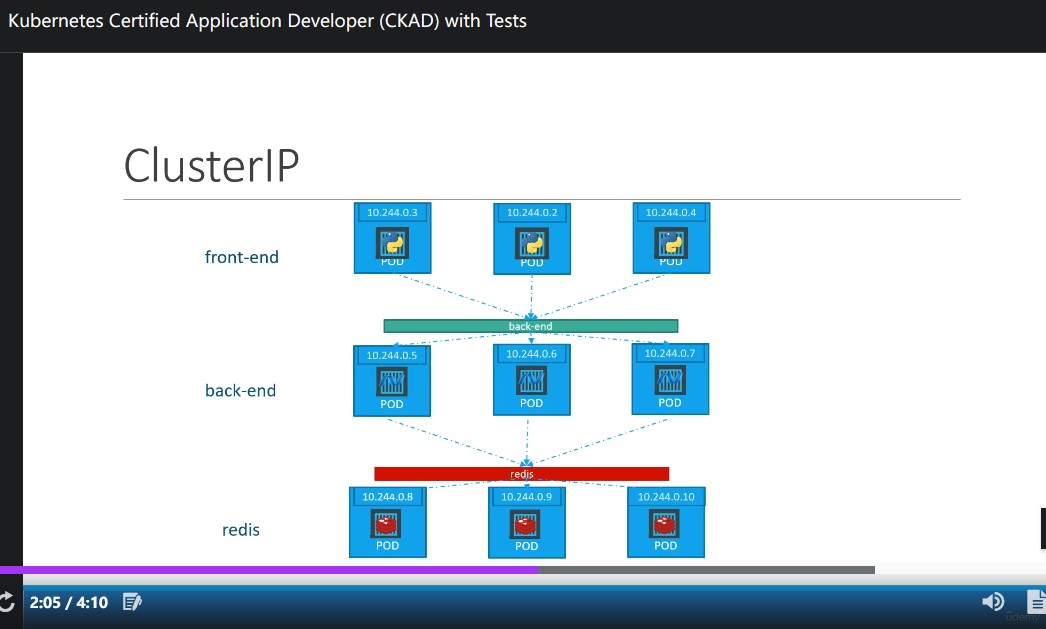 Kubernetes Certified Application Developer (CKAD) with Tests
ClusterIP
10.244.0.3 10.244.0.2 10.244.0.4
front-end
POD POD POD
back-end
10.244.0.5 10.244.0.6 10.244.0.7
back-end
POD POD POD
redis
10.244.0.8 10.244.0.9 10.244.0.10
redis
POD POD POD
2:05 / 4:10
udemy